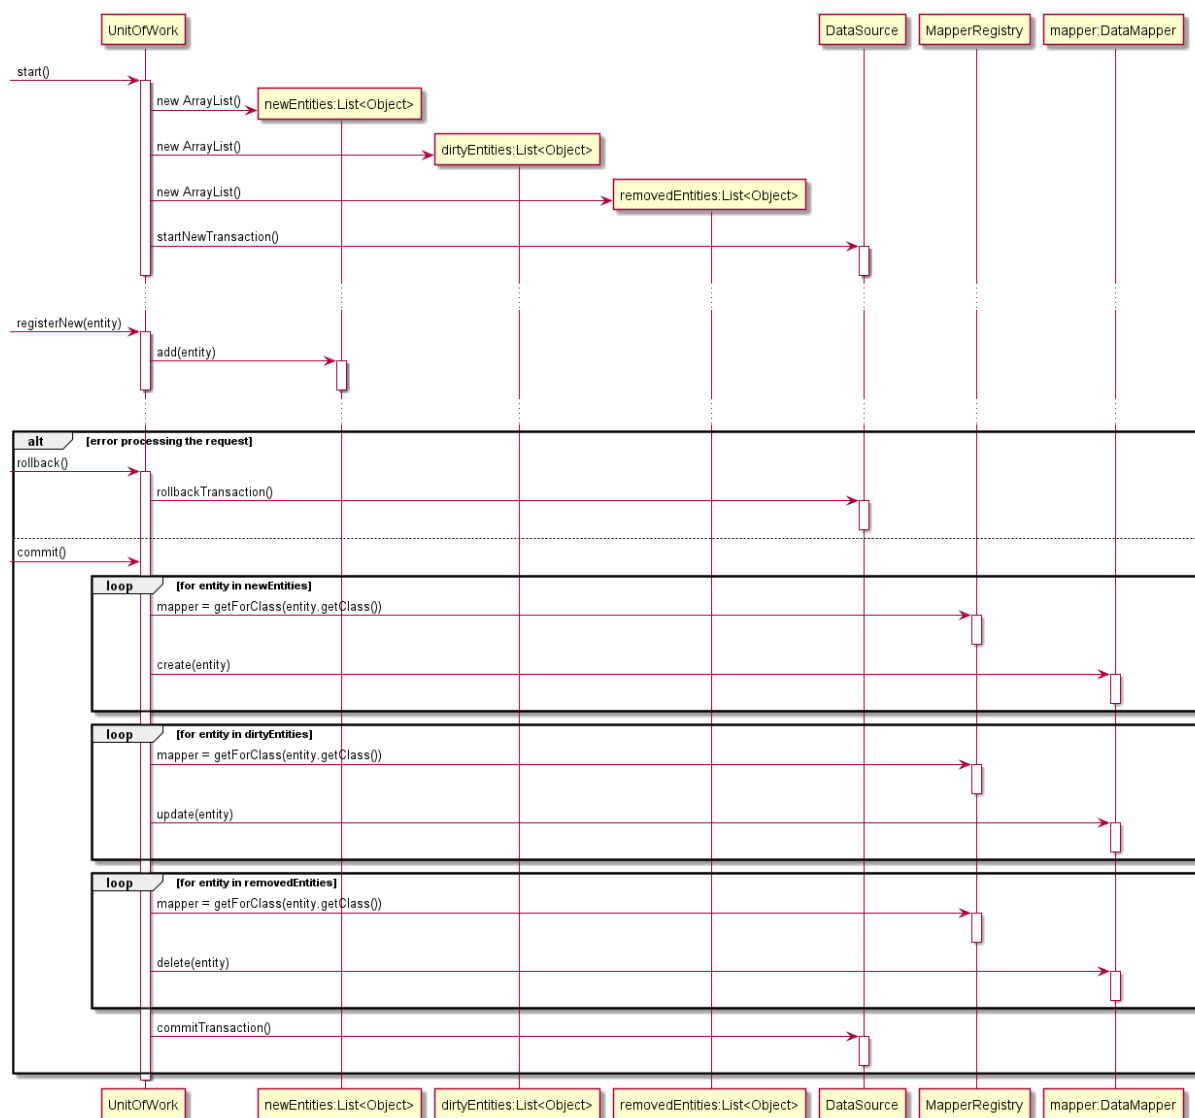 UnitOfWork DataSource MapperRegistry mapper:DataMapper
start()
new ArrayList() newEntities:List<Object>
new ArrayList() dirtyEntities:List<Object>
new ArrayList() removedEntities:List<Object>
startNewTransaction()
registerNew(entity)
add(entity)
alt [error processing the request]
rollback()
rollbackTransaction()
commit()
loop [for entity in newEntities]
mapper = getForClass(entity.getClass())
create(entity)
loop [for entity in dirtyEntities]
mapper = getForClass(entity.getClass())
update(entity)
loop [for entity in removedEntities]
mapper = getForClass(entity.getClass())
delete(entity)
commitTransaction()
UnitOfWork newEntities:List<Object> dirtyEntities:List<Object> removedEntities:List<Object> DataSource MapperRegistry mapper:DataMapper